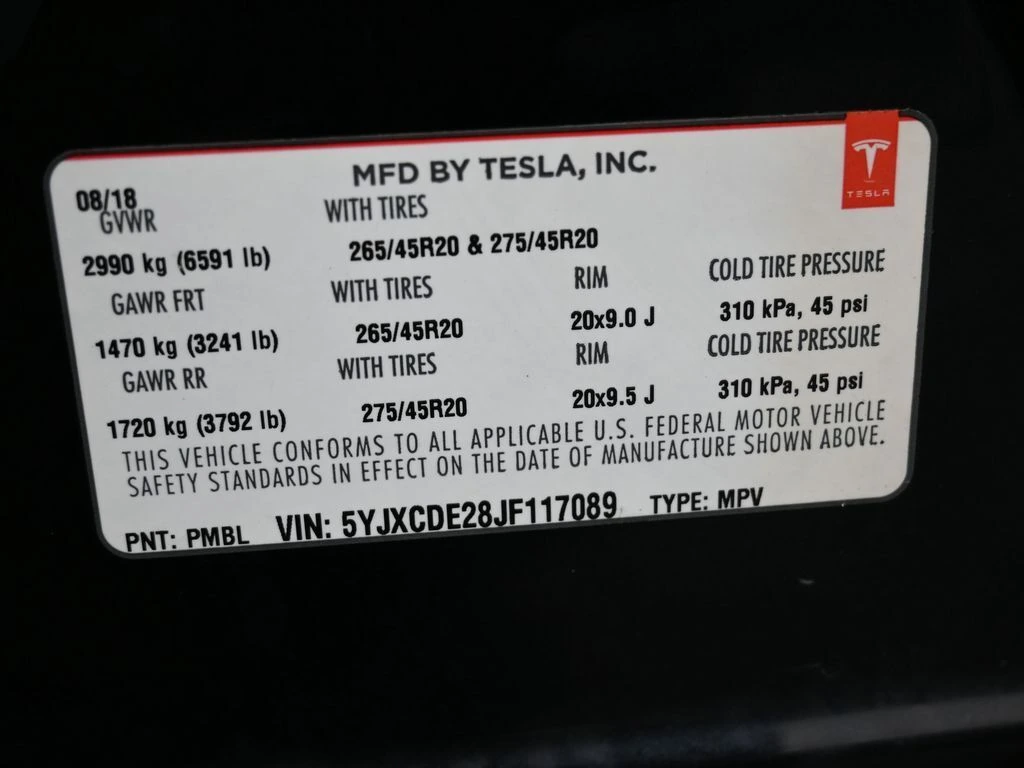 MFD BY TESLA, INC.
TESLA
08/18
GVWR WITH TIRES
2990 kg (6591 lb) 265/45R20 & 275/45R20
GAWR FRT WITH TIRES RIM COLD TIRE PRESSURE
1470 kg (3241 lb) 265/45R20 20x9.0 J 310 kPa, 45 psi
GAWR RR WITH TIRES RIM COLD TIRE PRESSURE
1720 kg (3792 lb) 275/45R20 20x9.5 J 310 kPa, 45 psi
THIS VEHICLE CONFORMS TO ALL APPLICABLE U.S. FEDERAL MOTOR VEHICLE
SAFETY STANDARDS IN EFFECT ON THE DATE OF MANUFACTURE SHOWN ABOVE.
PNT: PMBL VIN: 5YJXCDE28JF117089 TYPE: MPV